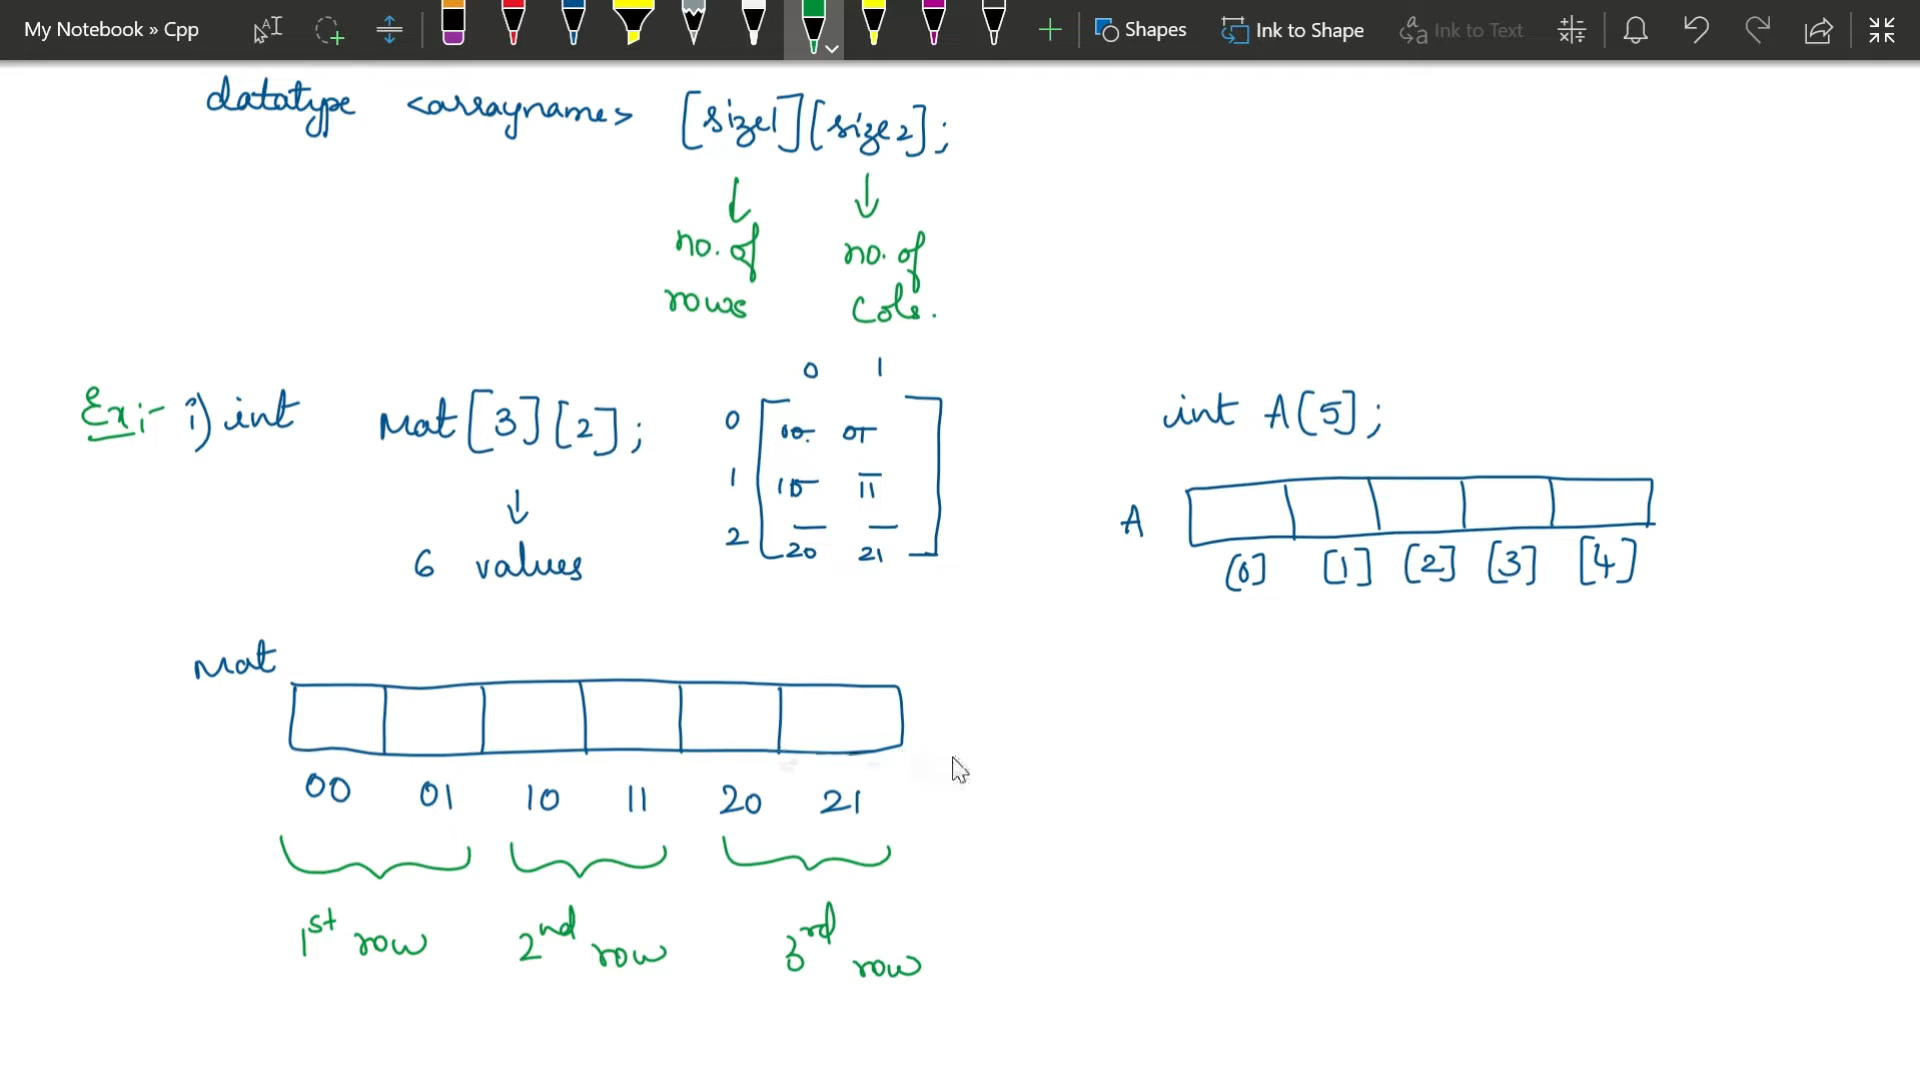 My Notebook » Cpp
Shapes
Ink to Shape
Ink to Text
datatype <arrayname> [size1][size2];
no. of rows
no. of cols.
Ex:- i) int Mat[3][2];
6 values
0 1
0 00 01
1 10 11
2 20 21
int A[5];
A
[0] [1] [2] [3] [4]
Mat
00 01 10 11 20 21
1st row 2nd row 3rd row